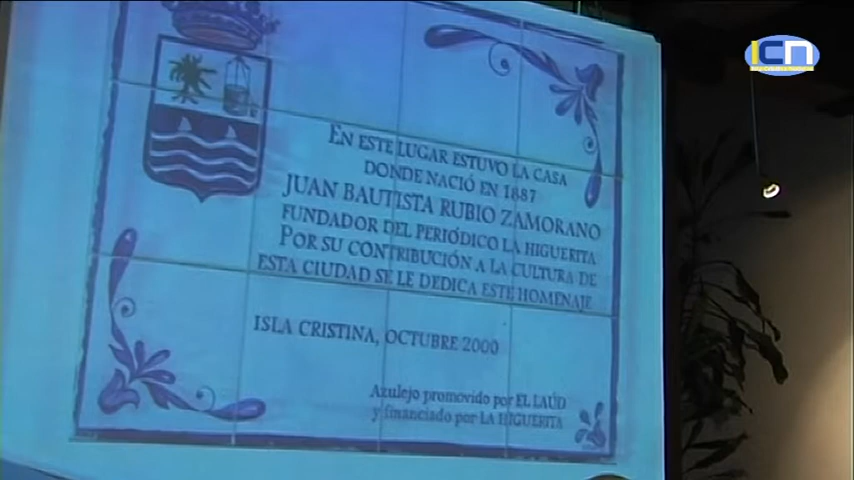 ICN
EN ESTE LUGAR ESTUVO LA CASA
DONDE NACIÓ EN 1887
JUAN BAUTISTA RUBIO ZAMORANO
FUNDADOR DEL PERIÓDICO LA HIGUERITA
POR SU CONTRIBUCIÓN A LA CULTURA DE
ESTA CIUDAD SE LE DEDICA ESTE HOMENAJE
ISLA CRISTINA, OCTUBRE 2000
Azulejo promovido por EL LAÚD
y financiado por LA HIGUERITA